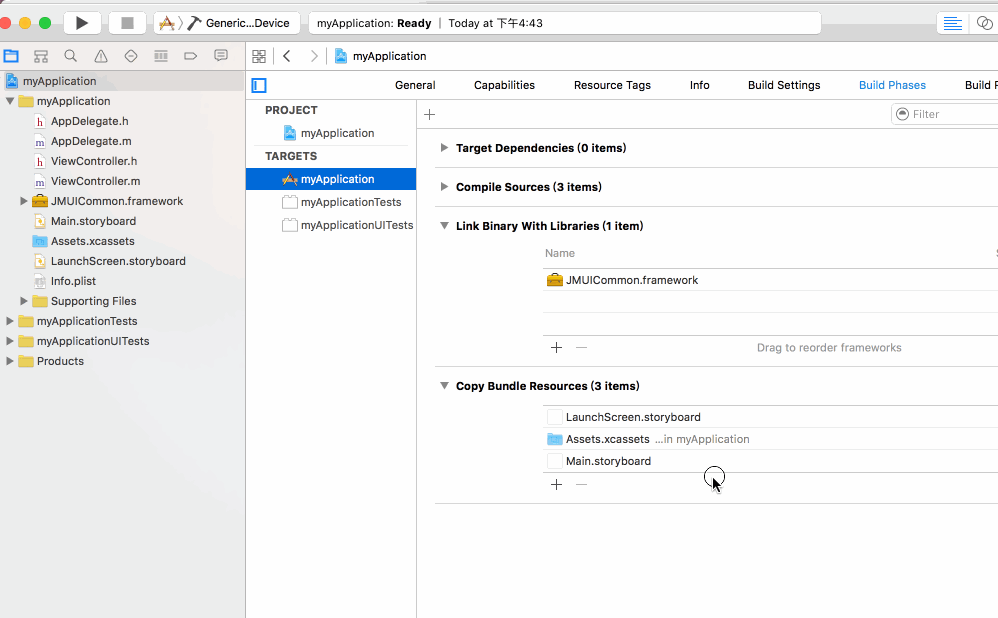 Generic...Device
myApplication: Ready | Today at 下午4:43
myApplication
myApplication
General Capabilities Resource Tags Info Build Settings Build Phases Build
PROJECT
myApplication
TARGETS
myApplication
myApplicationTests
myApplicationUITests
myApplication
AppDelegate.h
AppDelegate.m
ViewController.h
ViewController.m
JMUICommon.framework
Main.storyboard
Assets.xcassets
LaunchScreen.storyboard
Info.plist
Supporting Files
myApplicationTests
myApplicationUITests
Products
Filter
Target Dependencies (0 items)
Compile Sources (3 items)
Link Binary With Libraries (1 item)
Name
JMUICommon.framework
Drag to reorder frameworks
Copy Bundle Resources (3 items)
LaunchScreen.storyboard
Assets.xcassets ...in myApplication
Main.storyboard